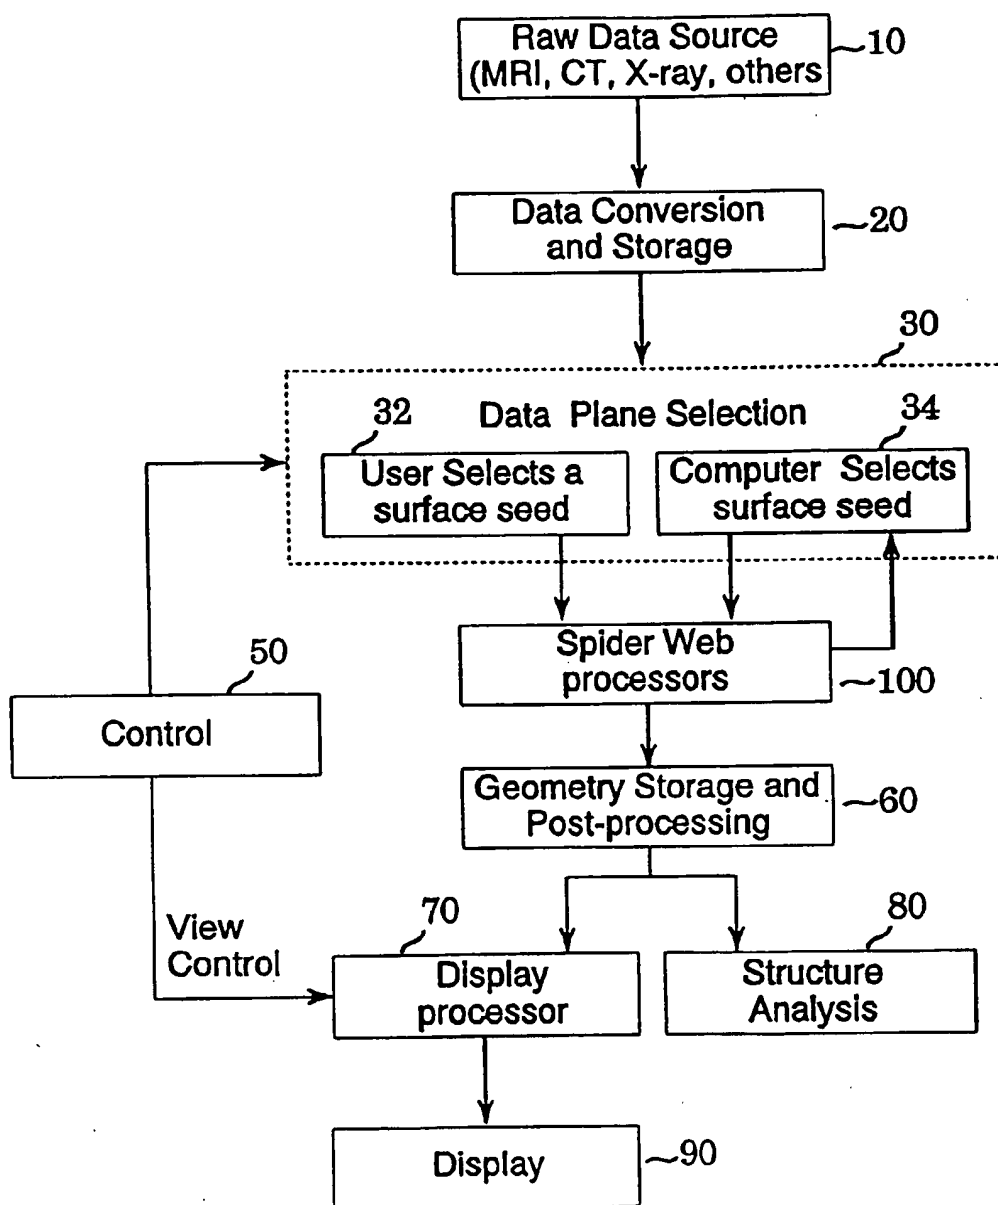 Raw Data Source
(MRI, CT, X-ray, others
10
Data Conversion
and Storage
20
30
Data Plane Selection
32
User Selects a
surface seed
34
Computer Selects
surface seed
Spider Web
processors
100
50
Control
Geometry Storage and
Post-processing
60
View
Control
70
Display
processor
80
Structure
Analysis
Display
90